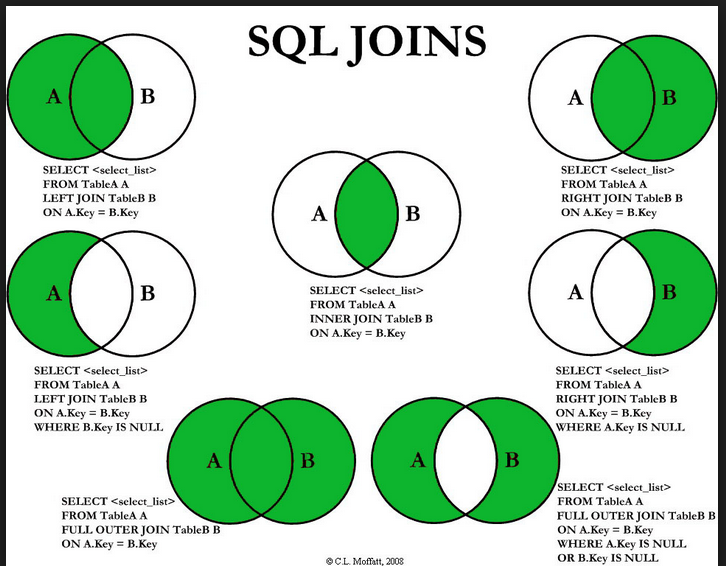 SQL JOINS
A
B
SELECT <select_list>
FROM TableA A
LEFT JOIN TableB B
ON A.Key = B.Key
A
B
SELECT <select_list>
FROM TableA A
RIGHT JOIN TableB B
ON A.Key = B.Key
A
B
SELECT <select_list>
FROM TableA A
INNER JOIN TableB B
ON A.Key = B.Key
A
B
SELECT <select_list>
FROM TableA A
LEFT JOIN TableB B
ON A.Key = B.Key
WHERE B.Key IS NULL
A
B
SELECT <select_list>
FROM TableA A
RIGHT JOIN TableB B
ON A.Key = B.Key
WHERE A.Key IS NULL
A
B
SELECT <select_list>
FROM TableA A
FULL OUTER JOIN TableB B
ON A.Key = B.Key
A
B
SELECT <select_list>
FROM TableA A
FULL OUTER JOIN TableB B
ON A.Key = B.Key
WHERE A.Key IS NULL
OR B.Key IS NULL
© C.L. Moffatt, 2008